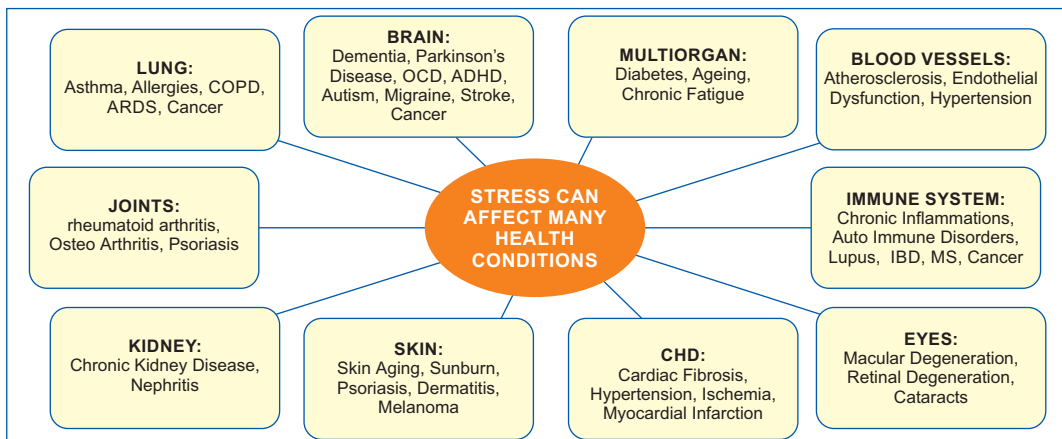 LUNG:
Asthma, Allergies, COPD,
ARDS, Cancer
BRAIN:
Dementia, Parkinson's
Disease, OCD, ADHD,
Autism, Migraine, Stroke,
Cancer
MULTIORGAN:
Diabetes, Ageing,
Chronic Fatigue
BLOOD VESSELS:
Atherosclerosis, Endothelial
Dysfunction, Hypertension
JOINTS:
rheumatoid arthritis,
Osteo Arthritis, Psoriasis
STRESS CAN
AFFECT MANY
HEALTH
CONDITIONS
IMMUNE SYSTEM:
Chronic Inflammations,
Auto Immune Disorders,
Lupus, IBD, MS, Cancer
KIDNEY:
Chronic Kidney Disease,
Nephritis
SKIN:
Skin Aging, Sunburn,
Psoriasis, Dermatitis,
Melanoma
CHD:
Cardiac Fibrosis,
Hypertension, Ischemia,
Myocardial Infarction
EYES:
Macular Degeneration,
Retinal Degeneration,
Cataracts